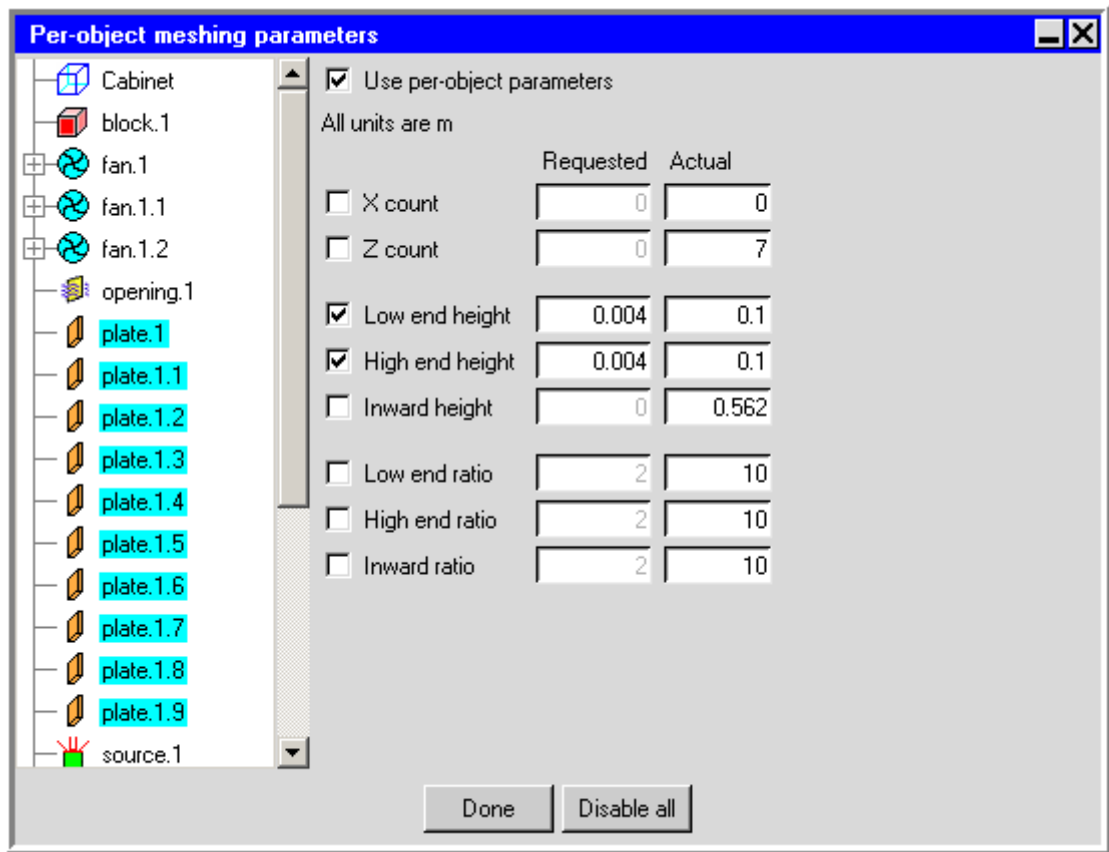 Per-object meshing parameters
Cabinet
block.1
fan.1
fan.1.1
fan.1.2
opening.1
plate.1
plate.1.1
plate.1.2
plate.1.3
plate.1.4
plate.1.5
plate.1.6
plate.1.7
plate.1.8
plate.1.9
source.1
Use per-object parameters
All units are m
Requested Actual
X count 0 0
Z count 0 7
Low end height 0.004 0.1
High end height 0.004 0.1
Inward height 0 0.562
Low end ratio 2 10
High end ratio 2 10
Inward ratio 2 10
Done Disable all